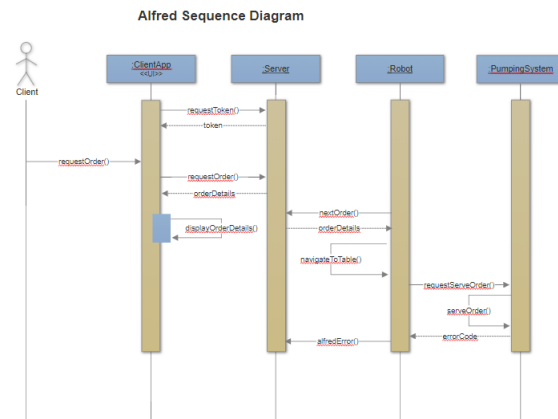 Alfred Sequence Diagram
:ClientApp
<<UI>>
:Server
:Robot
:PumpingSystem
Client
requestToken()
token
requestOrder()
requestOrder()
orderDetails
nextOrder()
displayOrderDetails()
orderDetails
navigateToTable()
requestServeOrder()
serveOrder()
errorCode
alfredError()